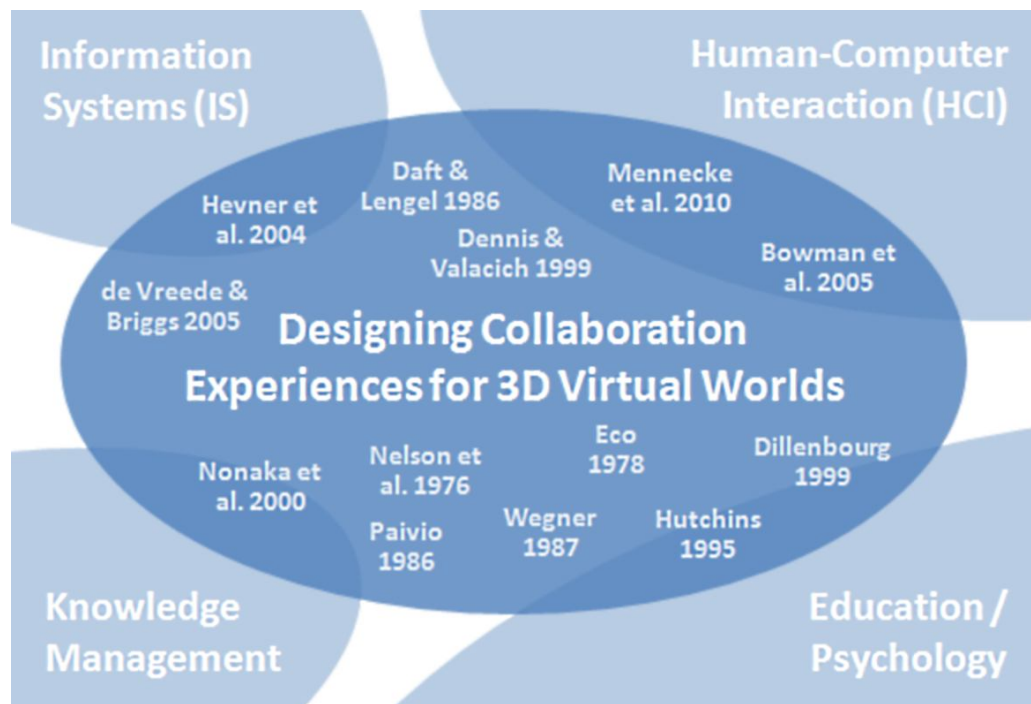 Information
Systems (IS)
Human-Computer
Interaction (HCI)
Daft &
Lengel 1986
Mennecke
et al. 2010
Hevner et
al. 2004
Dennis &
Valacich 1999
Bowman et
al. 2005
de Vreede &
Briggs 2005
Designing Collaboration
Experiences for 3D Virtual Worlds
Eco
1978
Dillenbourg
1999
Nelson et
al. 1976
Nonaka et
al. 2000
Wegner
1987
Hutchins
1995
Paivio
1986
Knowledge
Management
Education /
Psychology